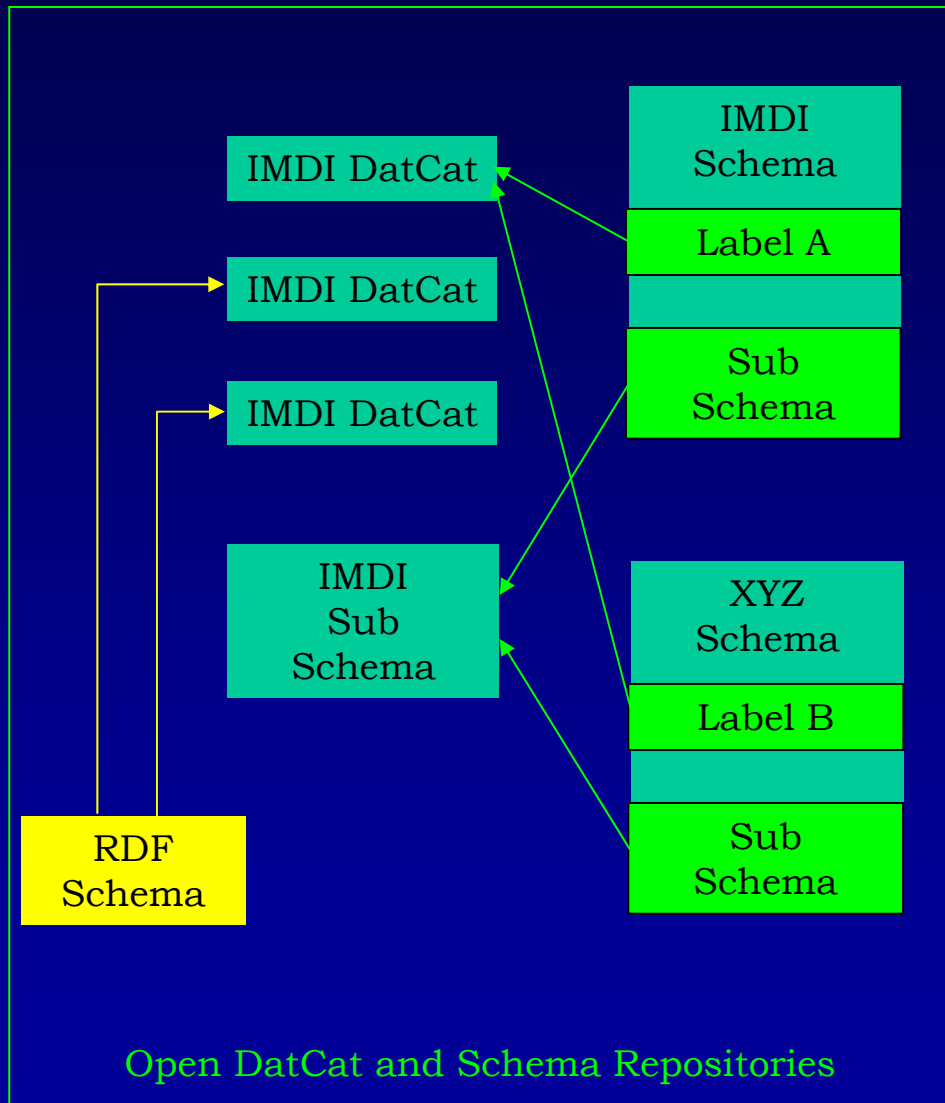 IMDI DatCat
IMDI DatCat
IMDI DatCat
IMDI
Sub
Schema
RDF
Schema
IMDI
Schema
Label A
Sub
Schema
XYZ
Schema
Label B
Sub
Schema
Open DatCat and Schema Repositories